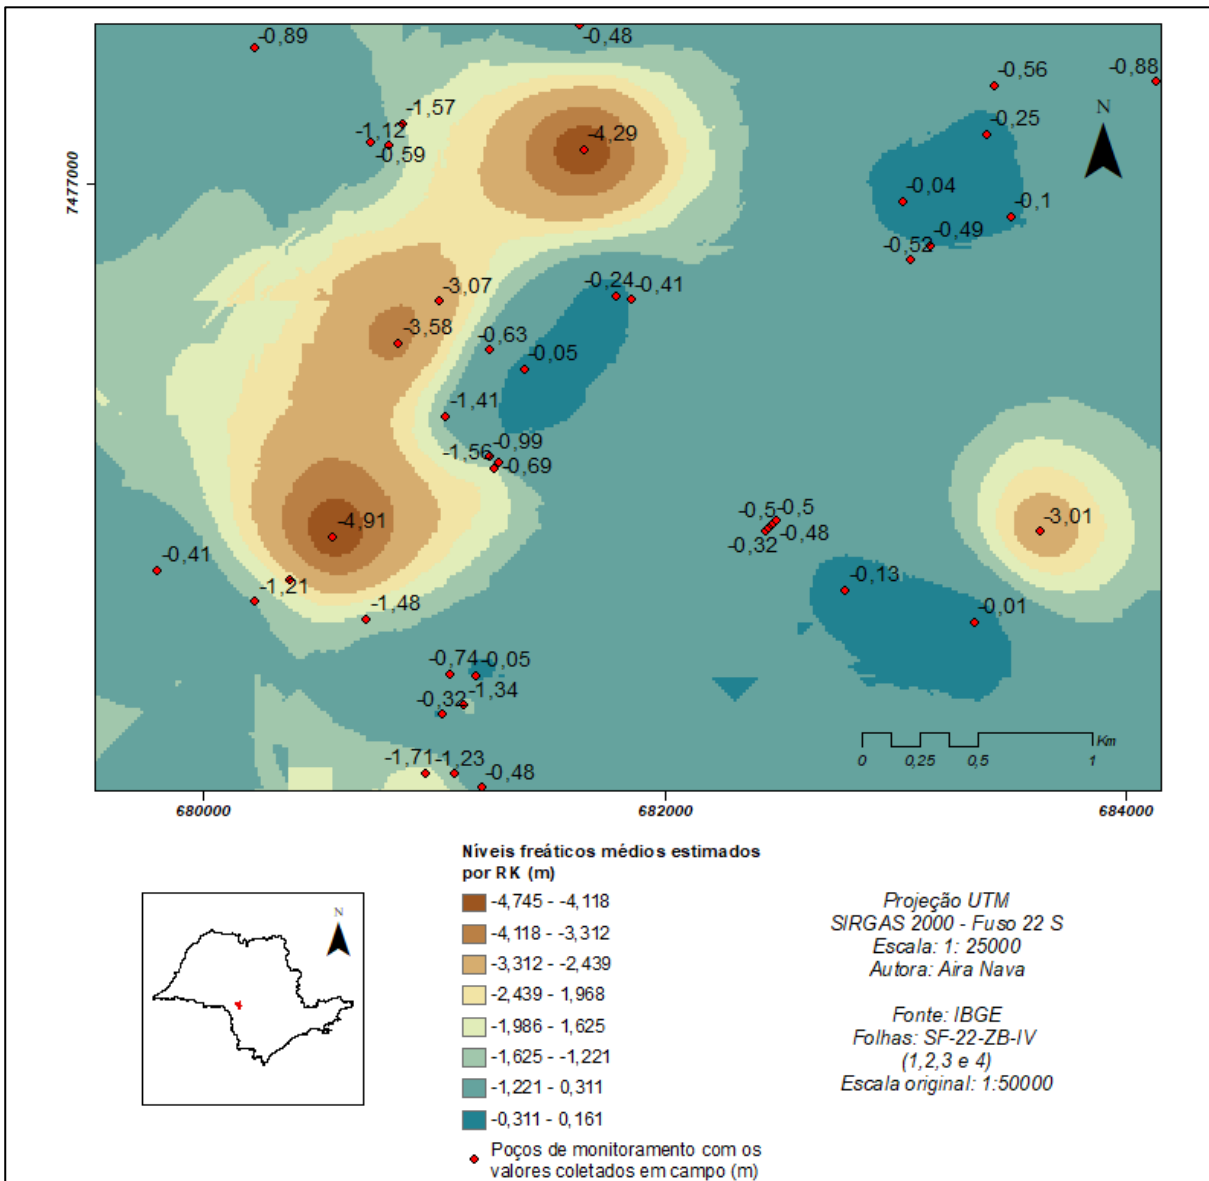 -0,89
-0,48
-0,56
-0,88
-1,57
-0,25
-1,12
-4,29
-0,59
N
7477000
-0,04
-0,1
-0,49
-0,52
-3,07
-0,24
-0,41
-3,58
-0,63
-0,05
-1,41
-0,99
-1,56
-0,69
-4,91
-0,5
-0,5
-3,01
-0,48
-0,32
-0,41
-1,21
-0,13
-1,48
-0,01
-0,74
-0,05
-1,34
-0,32
-1,71
-1,23
-0,48
Km
0
0,25
0,5
1
680000
682000
684000
Níveis freáticos médios estimados
por RK (m)
-4,745 - -4,118
-4,118 - -3,312
-3,312 - -2,439
-2,439 - 1,968
-1,986 - 1,625
-1,625 - -1,221
-1,221 - 0,311
-0,311 - 0,161
Poços de monitoramento com os
valores coletados em campo (m)
N
Projeção UTM
SIRGAS 2000 - Fuso 22 S
Escala: 1: 25000
Autora: Aira Nava
Fonte: IBGE
Folhas: SF-22-ZB-IV
(1,2,3 e 4)
Escala original: 1:50000